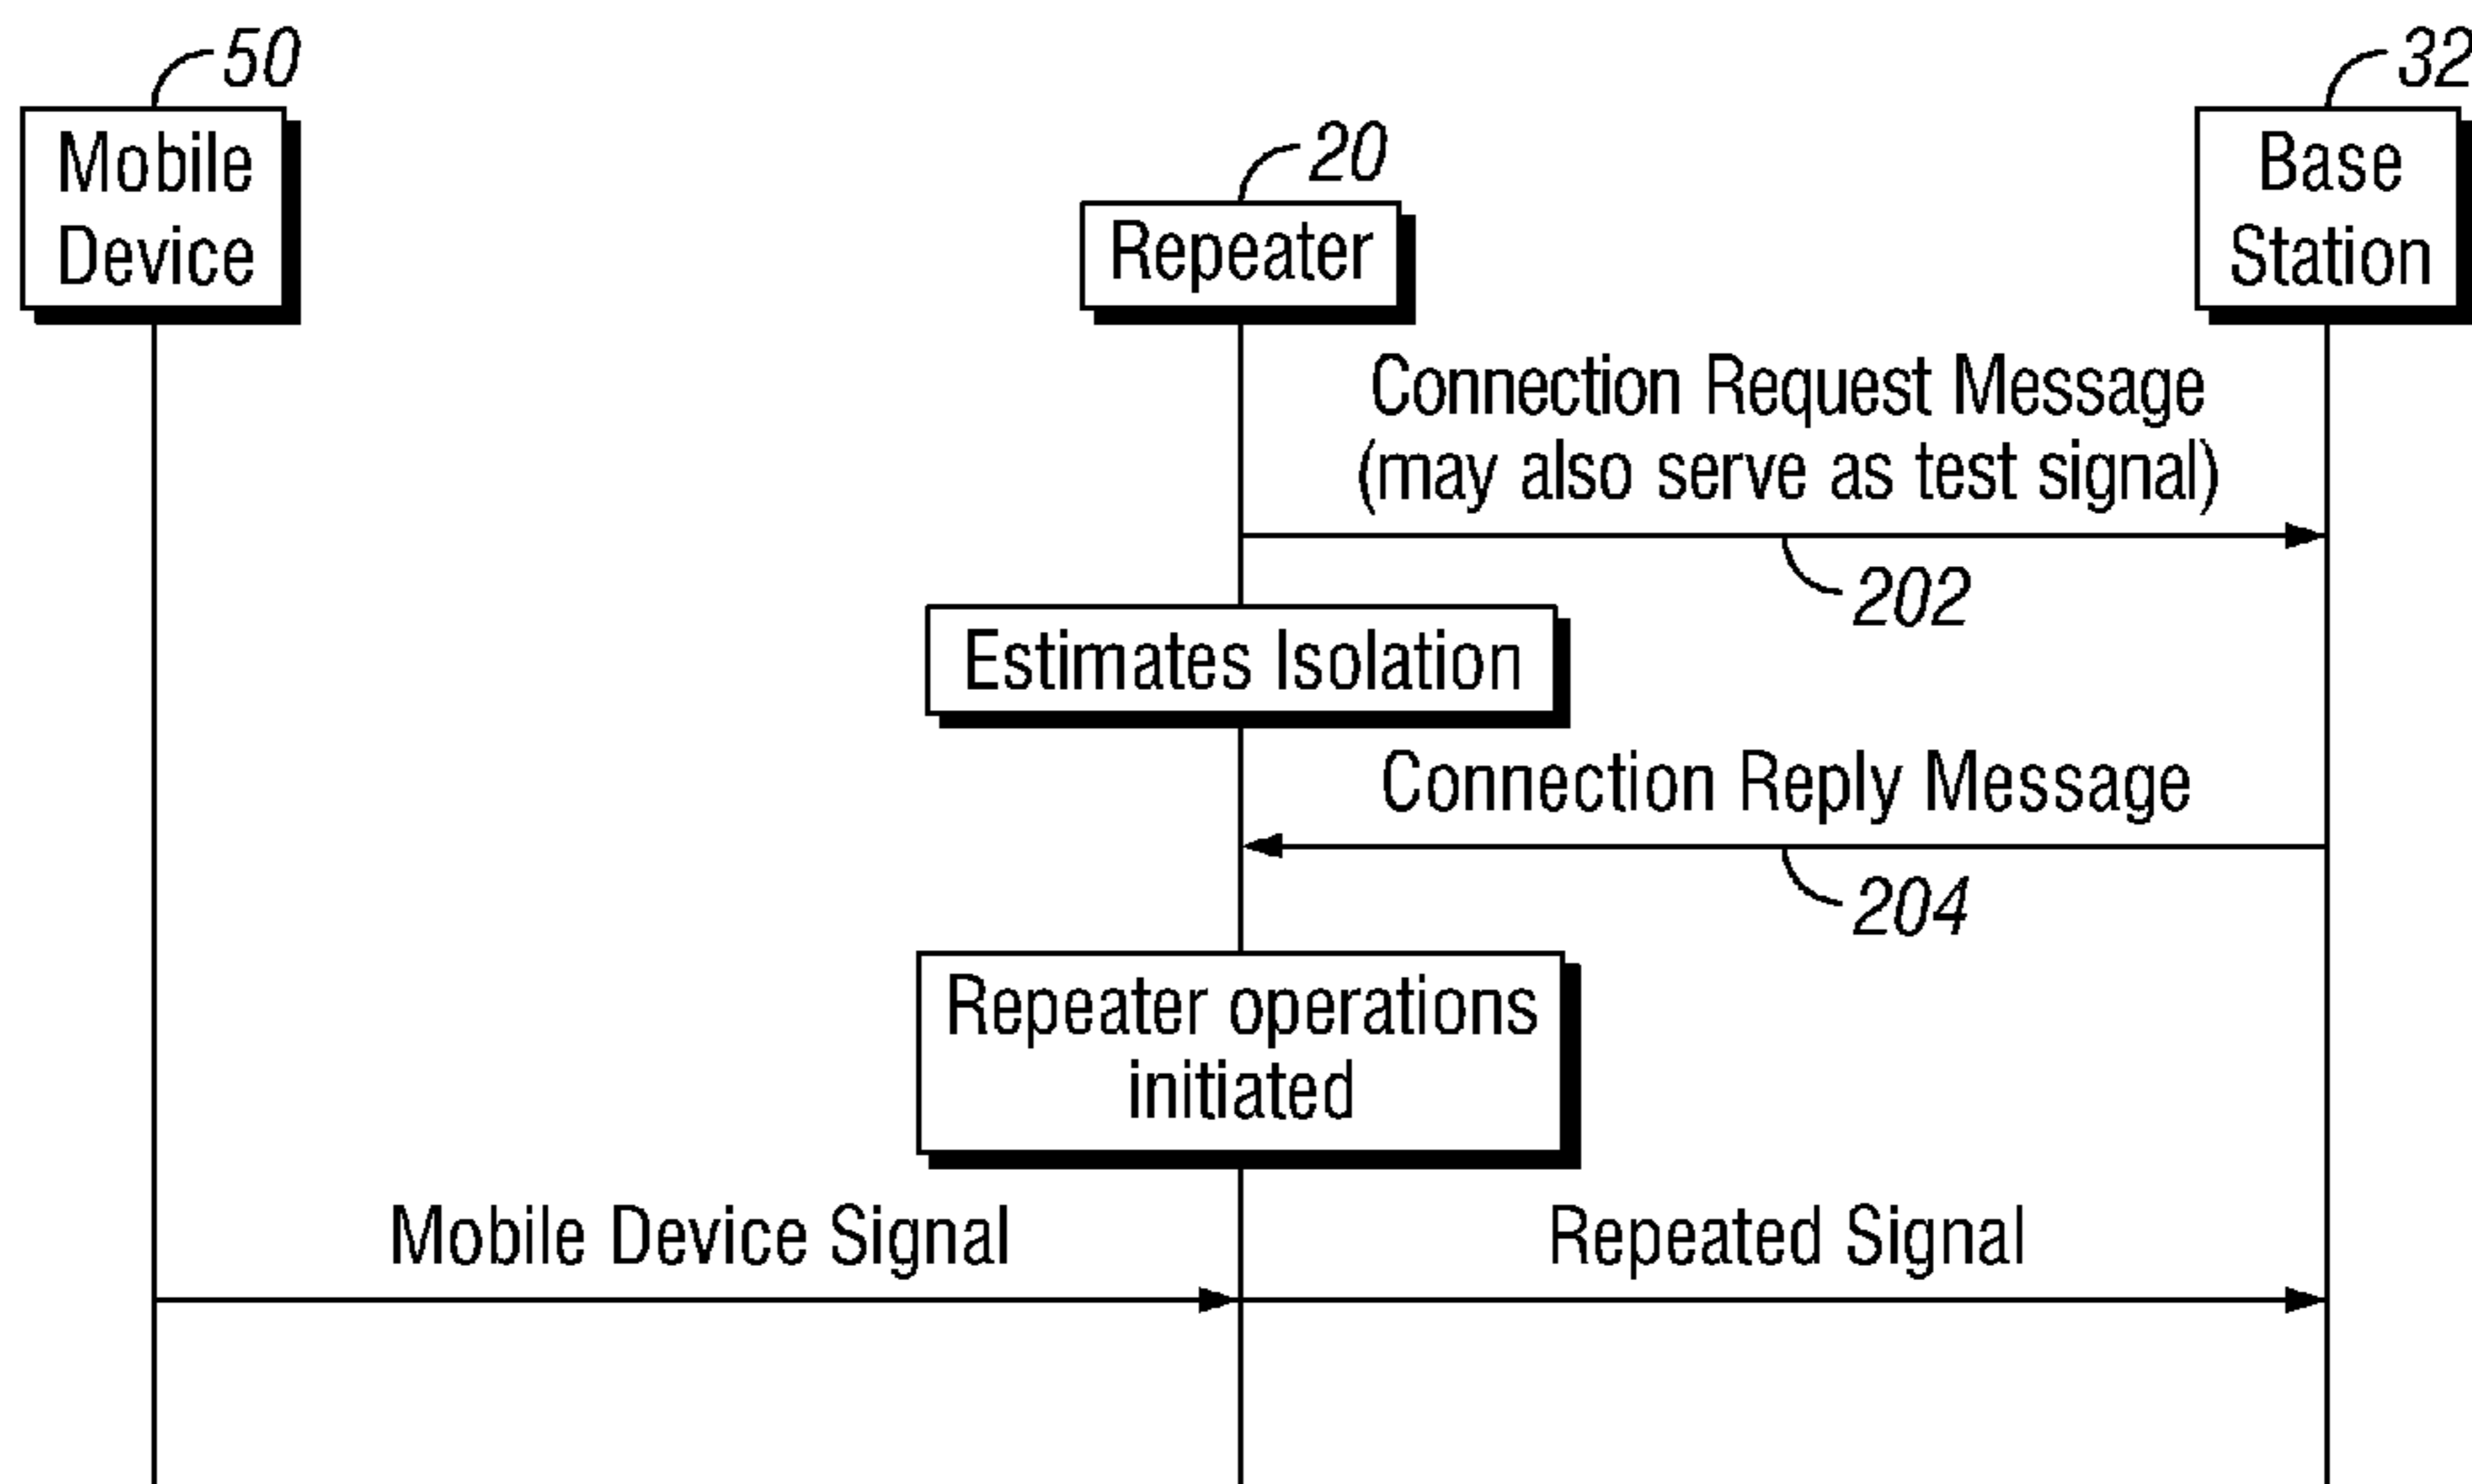 50
Mobile
Device
20
Repeater
32
Base
Station
Connection Request Message
(may also serve as test signal)
202
Estimates Isolation
Connection Reply Message
204
Repeater operations
initiated
Mobile Device Signal
Repeated Signal